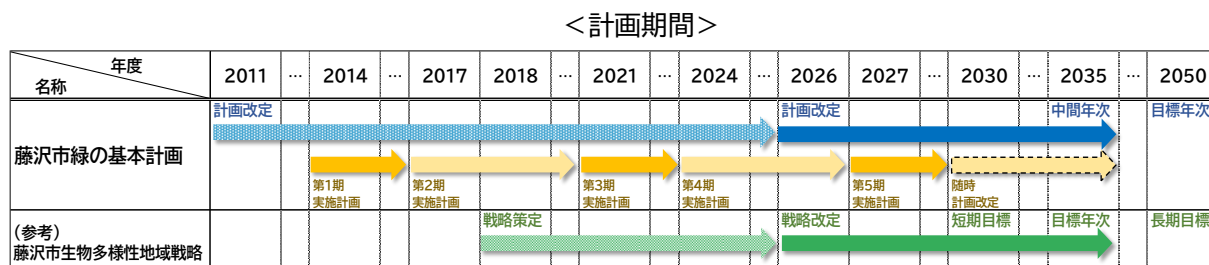 ＜計画期間＞
年度
名称
2011 … 2014 … 2017 2018 … 2021 … 2024 … 2026 2027 … 2030 … 2035 … 2050
計画改定 計画改定 中間年次 目標年次
藤沢市緑の基本計画
第1期 第2期 第3期 第4期 第5期 随時
実施計画 実施計画 実施計画 実施計画 実施計画 計画改定
戦略策定 戦略改定 短期目標 目標年次 長期目標
（参考）
藤沢市生物多様性地域戦略